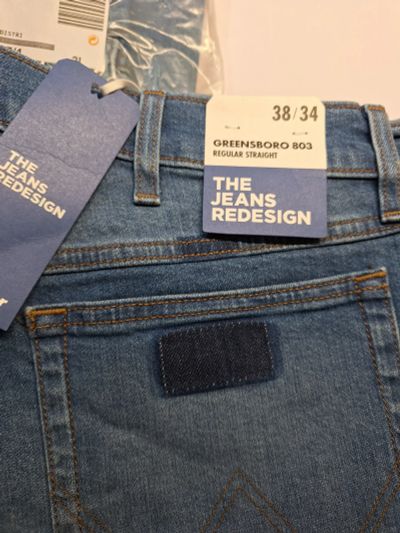 38/34
GREENSBORO 803
REGULAR STRAIGHT
THE
JEANS
REDESIGN
THE
JEANS
REDESIGN